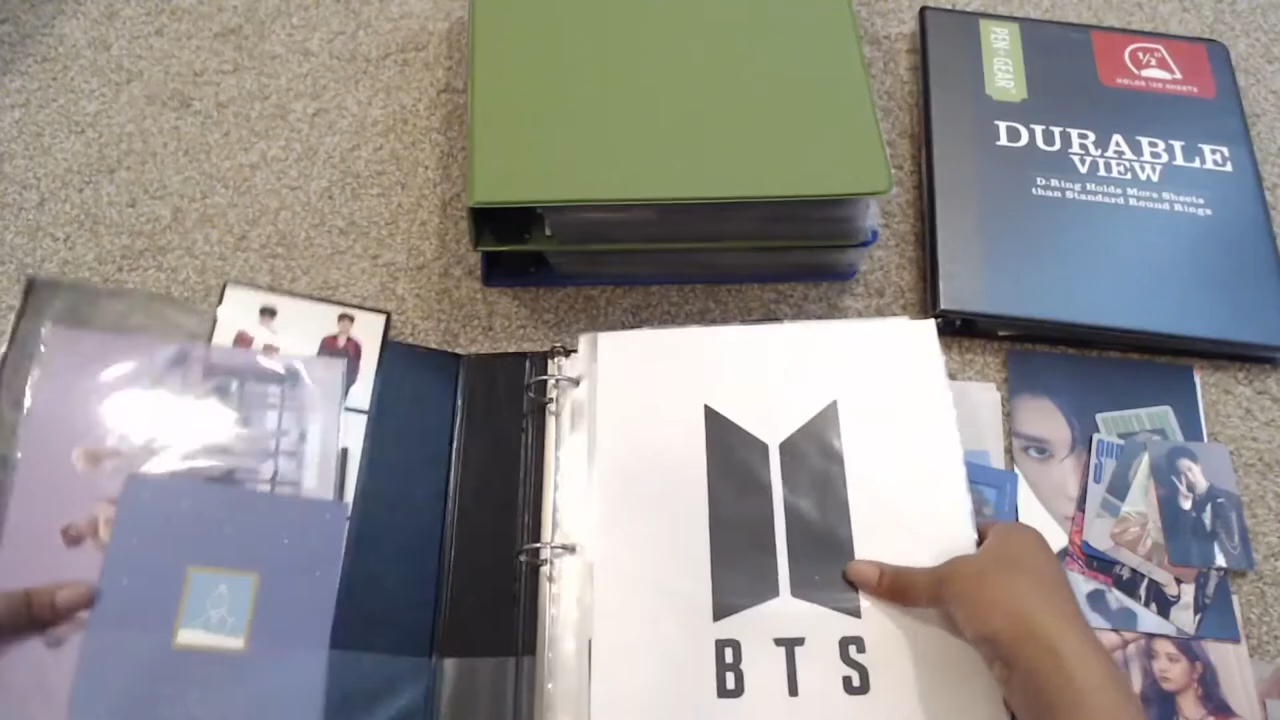 PEN+GEAR
1/2"
HOLDS 120 SHEETS
DURABLE
VIEW
D-Ring Holds More Sheets
than Standard Round Rings
BTS